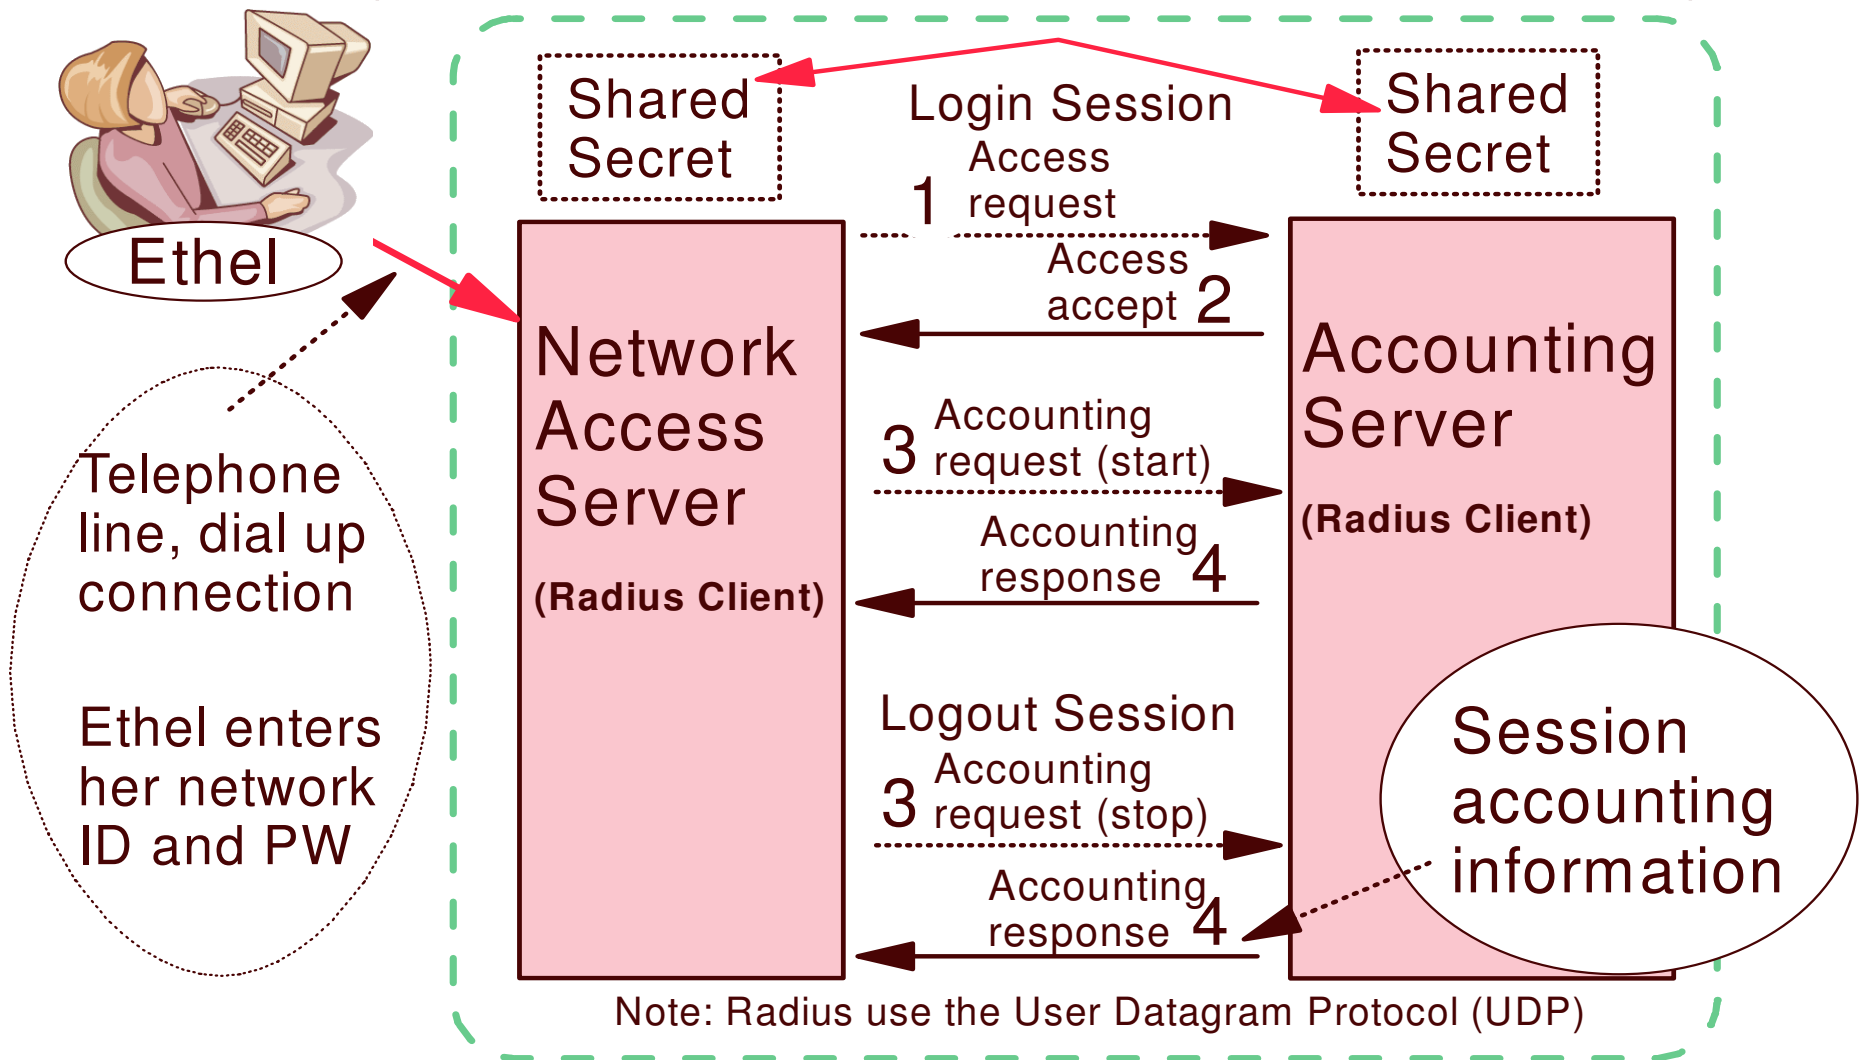 Ethel
Telephone
line, dial up
connection
Ethel enters
her network
ID and PW
Shared
Secret
Network
Access
Server
(Radius Client)
Login Session
1 Access
request
Access
accept 2
3 Accounting
request (start)
Accounting
response 4
Logout Session
3 Accounting
request (stop)
Accounting
response 4
Shared
Secret
Accounting
Server
(Radius Client)
Session
accounting
information
Note: Radius use the User Datagram Protocol (UDP)